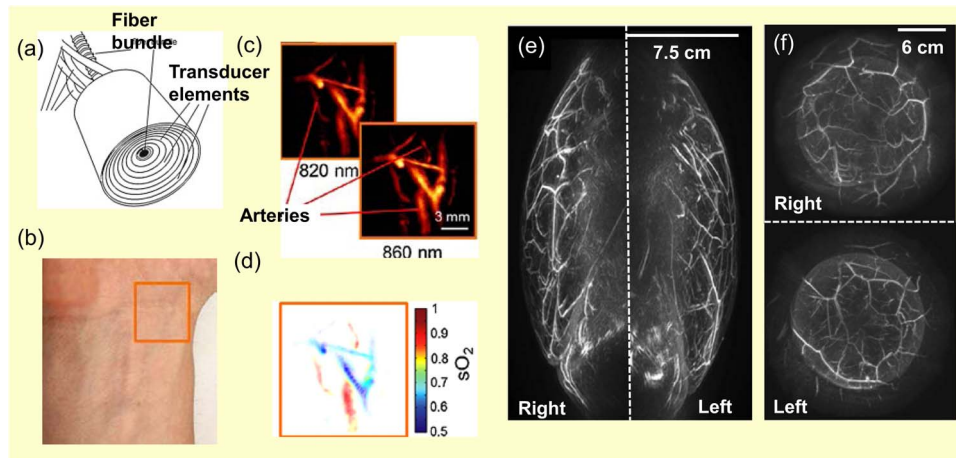 (a)
Fiber
bundle
Transducer
elements
(b)
(c)
820 nm
Arteries
3 mm
860 nm
(d)
1
0.9
0.8
0.7
0.6
0.5
sO₂
(e)
7.5 cm
Right
Left
(f)
6 cm
Right
Left